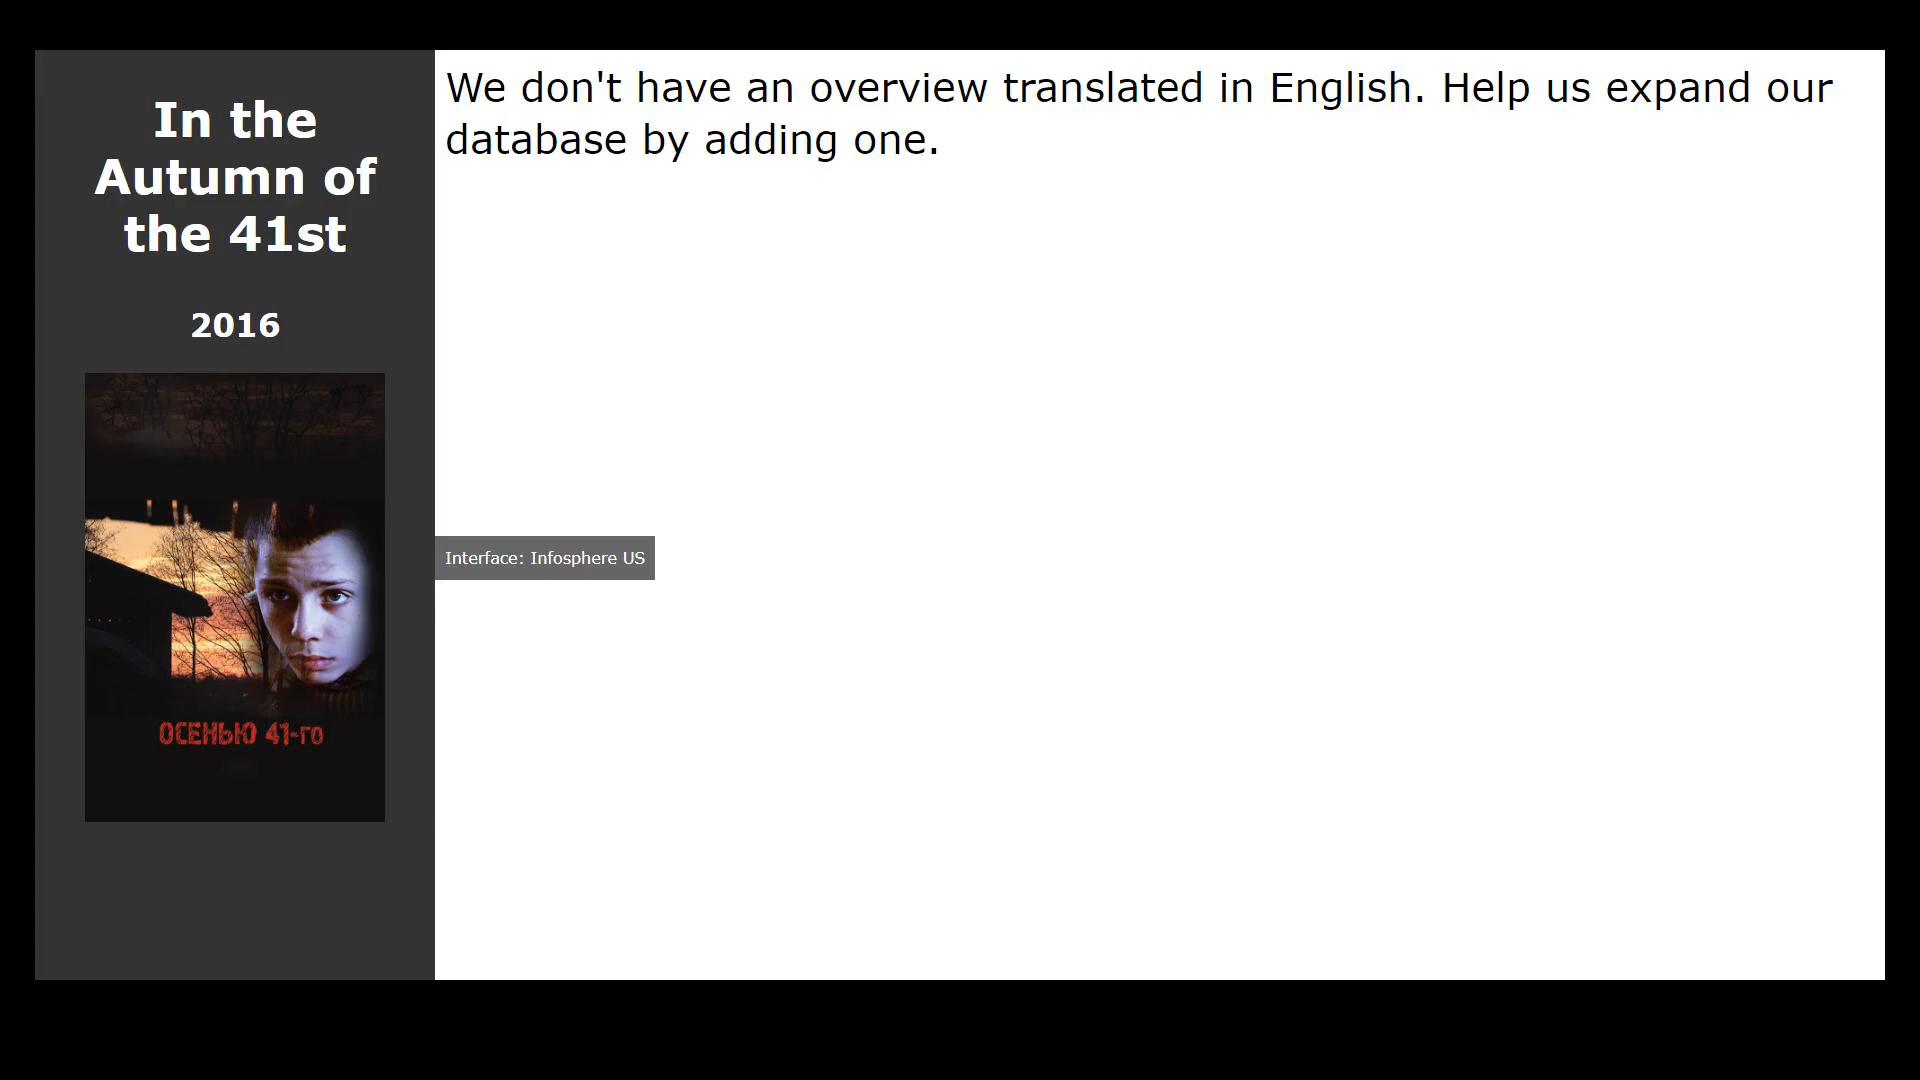 In the
Autumn of
the 41st
2016
ОСЕНЬЮ 41-го
We don't have an overview translated in English. Help us expand our
database by adding one.
Interface: Infosphere US